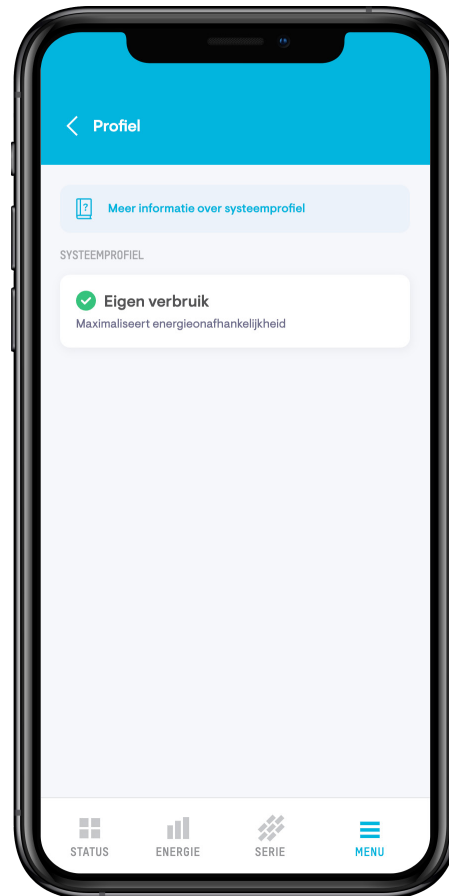 Profiel
Meer informatie over systeemprofiel
SYSTEEMPROFIEL
Eigen verbruik
Maximaliseert energieonafhankelijkheid
STATUS
ENERGIE
SERIE
MENU